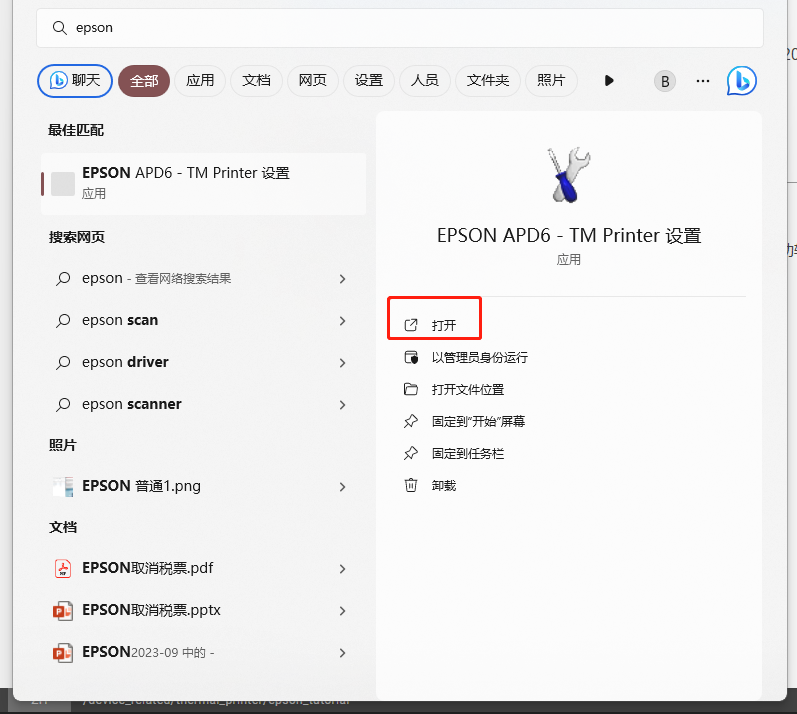 epson
聊天 全部 应用 文档 网页 设置 人员 文件夹 照片 B ...
最佳匹配
EPSON APD6 - TM Printer 设置
应用
搜索网页
epson - 查看网络搜索结果
epson scan
epson driver
epson scanner
照片
EPSON 普通1.png
文档
EPSON取消税票.pdf
EPSON取消税票.pptx
EPSON2023-09 中的 -
EPSON APD6 - TM Printer 设置
应用
打开
以管理员身份运行
打开文件位置
固定到"开始"屏幕
固定到任务栏
卸载
/device_related/thermal_printer/epson_tutorial